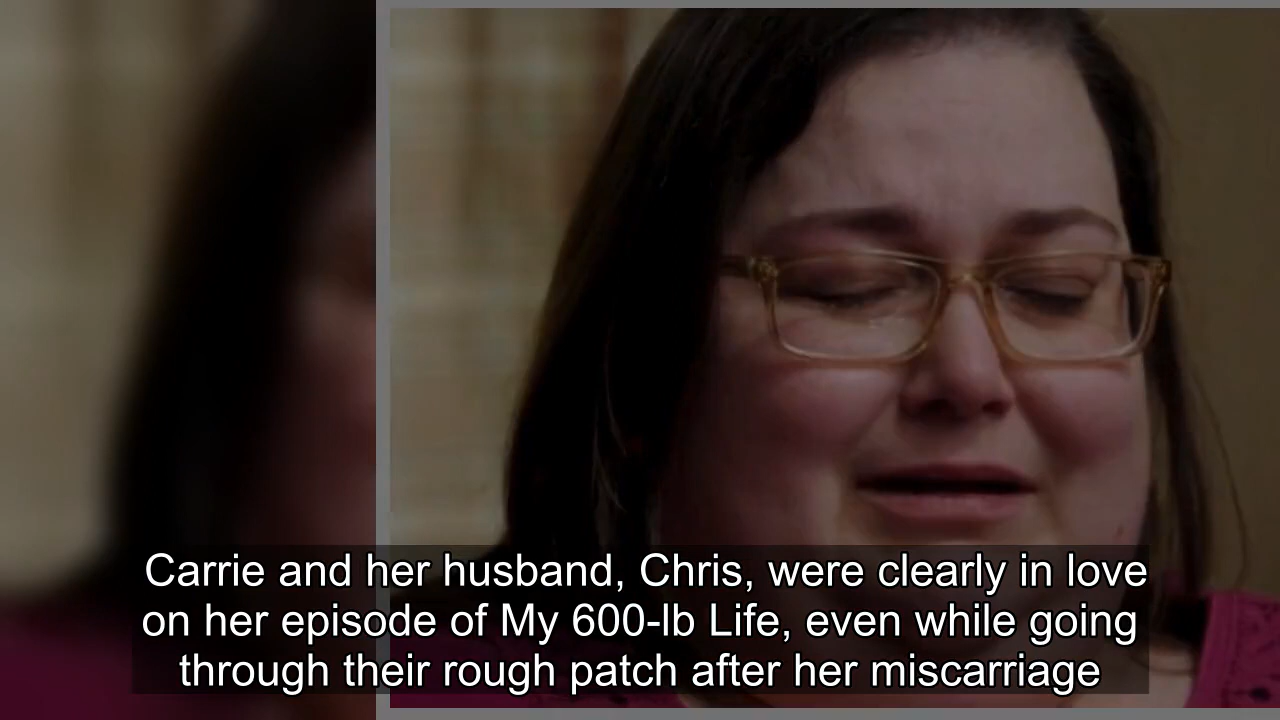 Carrie and her husband, Chris, were clearly in love
on her episode of My 600-lb Life, even while going
through their rough patch after her miscarriage